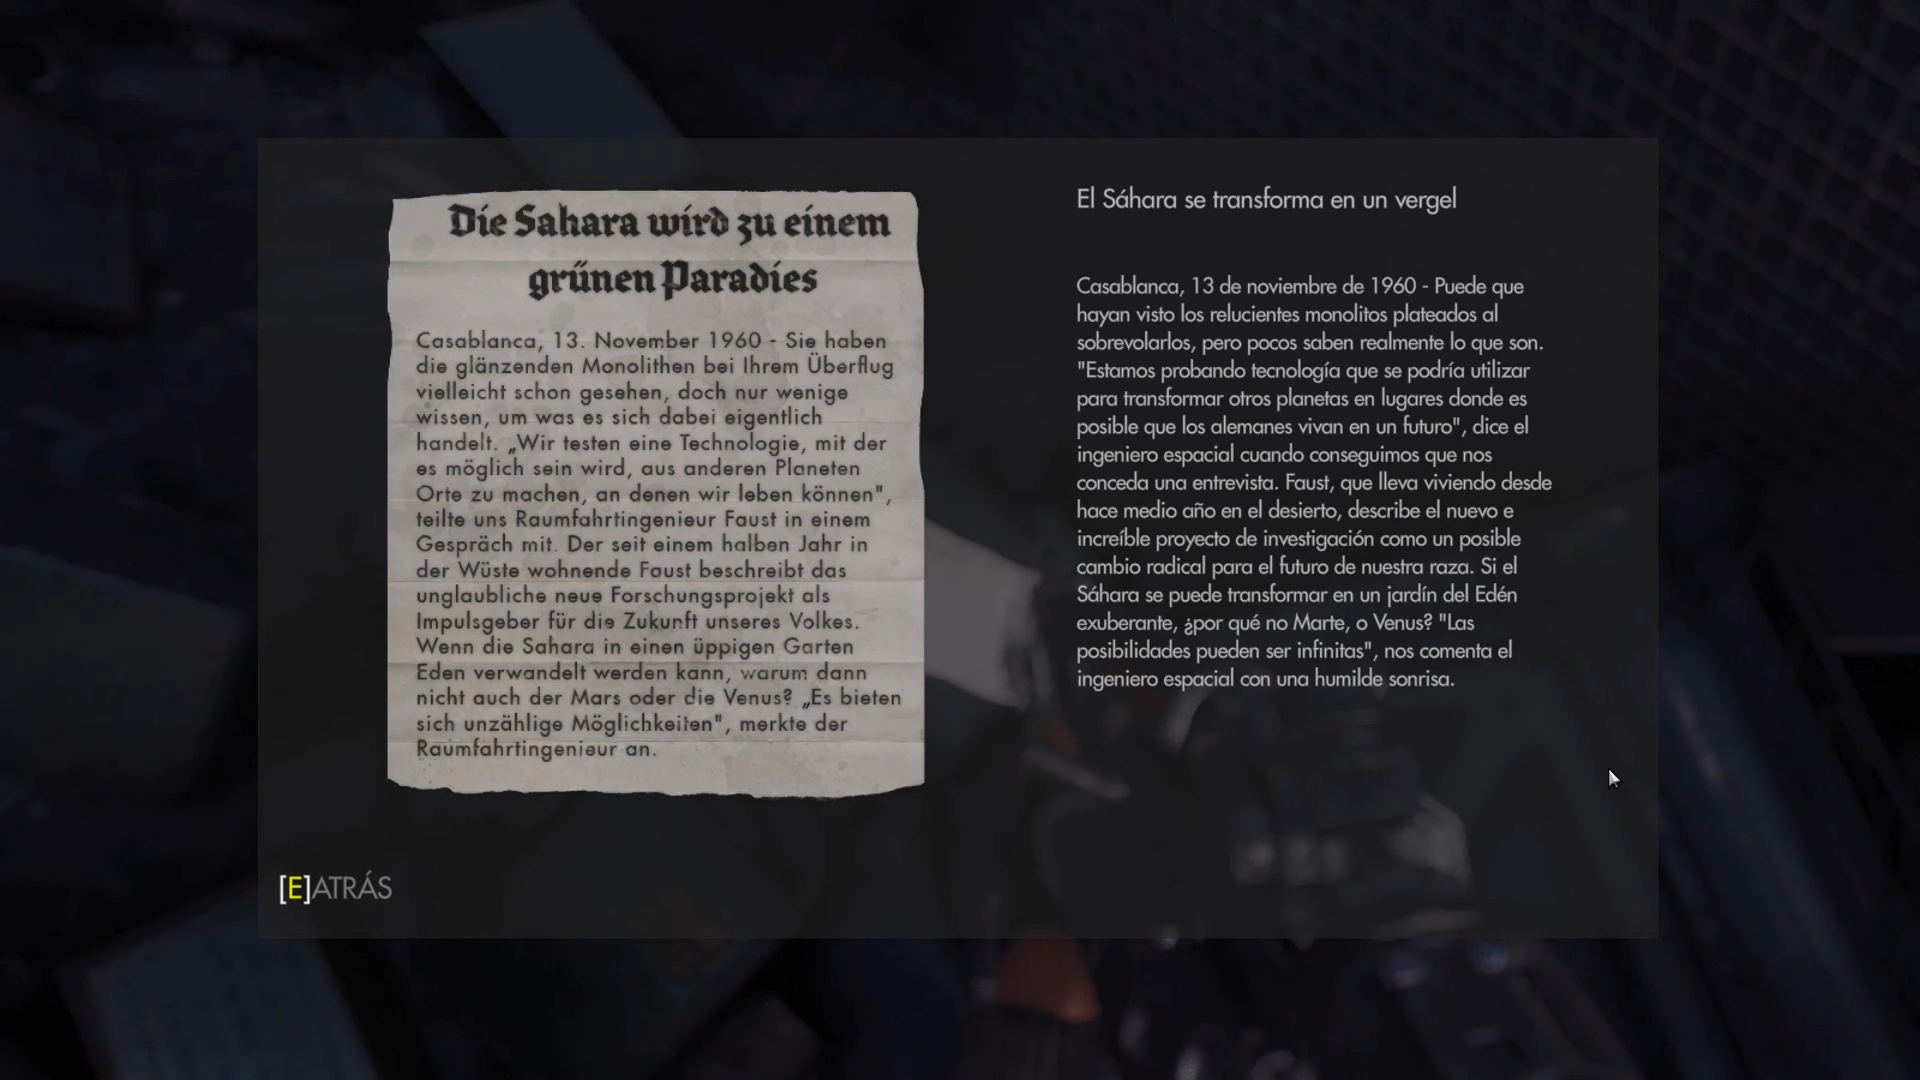 Die Sahara wird zu einem
grünen Paradies
Casablanca, 13. November 1960 - Sie haben
die glänzenden Monolithen bei Ihrem Überflug
vielleicht schon gesehen, doch nur wenige
wissen, um was es sich dabei eigentlich
handelt. „Wir testen eine Technologie, mit der
es möglich sein wird, aus anderen Planeten
Orte zu machen, an denen wir leben können",
teilte uns Raumfahrtingenieur Faust in einem
Gespräch mit. Der seit einem halben Jahr in
der Wüste wohnende Faust beschreibt das
unglaubliche neue Forschungsprojekt als
Impulsgeber für die Zukunft unseres Volkes.
Wenn die Sahara in einen üppigen Garten
Eden verwandelt werden kann, warum dann
nicht auch der Mars oder die Venus? „Es bieten
sich unzählige Möglichkeiten", merkte der
Raumfahrtingenieur an.
El Sáhara se transforma en un vergel
Casablanca, 13 de noviembre de 1960 - Puede que
hayan visto los relucientes monolitos plateados al
sobrevolarlos, pero pocos saben realmente lo que son.
"Estamos probando tecnología que se podría utilizar
para transformar otros planetas en lugares donde es
posible que los alemanes vivan en un futuro", dice el
ingeniero espacial cuando conseguimos que nos
conceda una entrevista. Faust, que lleva viviendo desde
hace medio año en el desierto, describe el nuevo e
increíble proyecto de investigación como un posible
cambio radical para el futuro de nuestra raza. Si el
Sáhara se puede transformar en un jardín del Edén
exuberante, ¿por qué no Marte, o Venus? "Las
posibilidades pueden ser infinitas", nos comenta el
ingeniero espacial con una humilde sonrisa.
[E]ATRÁS